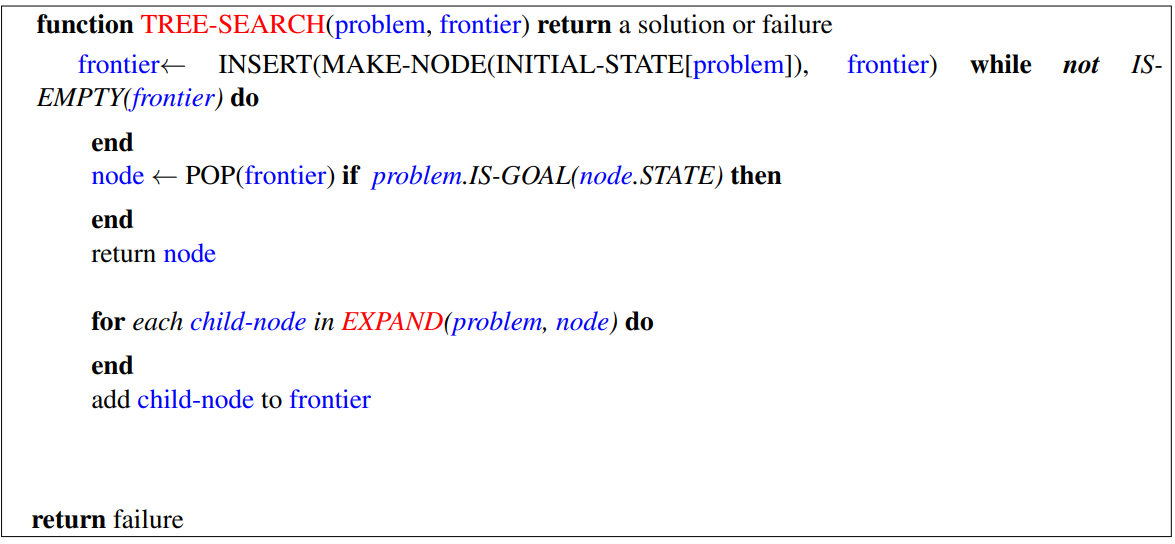 function TREE-SEARCH(problem, frontier) return a solution or failure
frontier← INSERT(MAKE-NODE(INITIAL-STATE[problem]), frontier) while not IS-
EMPTY(frontier) do
end
node ← POP(frontier) if problem.IS-GOAL(node.STATE) then
end
return node
for each child-node in EXPAND(problem, node) do
end
add child-node to frontier
return failure